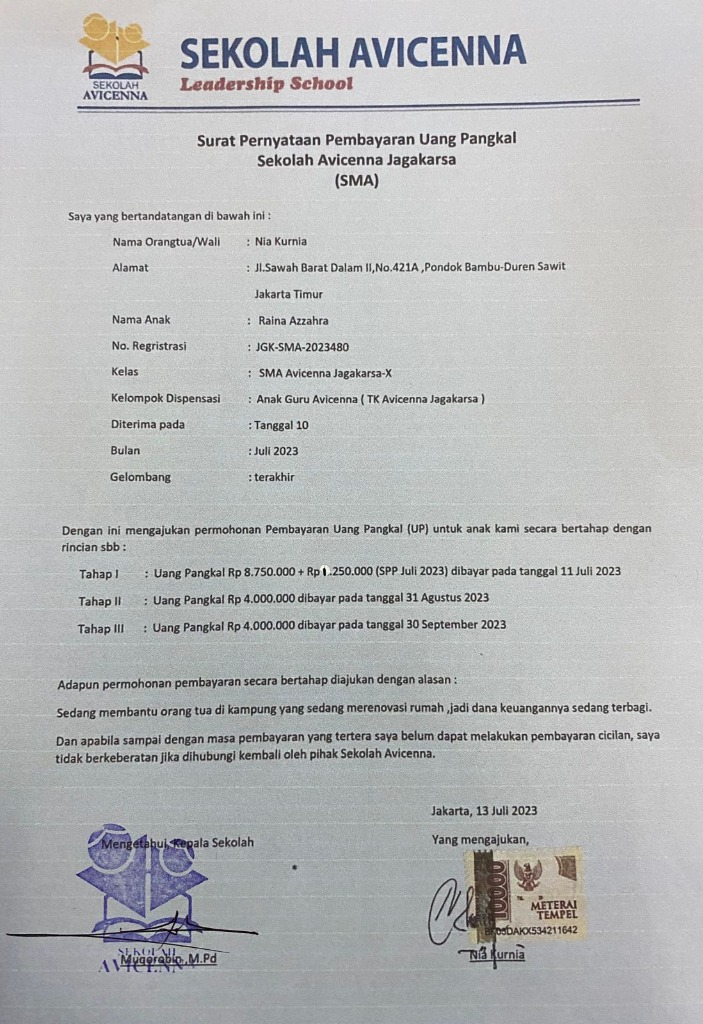 SEKOLAH AVICENNA
SEKOLAH AVICENNA
Leadership School
Surat Pernyataan Pembayaran Uang Pangkal
Sekolah Avicenna Jagakarsa
(SMA)
Saya yang bertandatangan di bawah ini :
Nama Orangtua/Wali : Nia Kurnia
Alamat : Jl.Sawah Barat Dalam II,No.421A ,Pondok Bambu-Duren Sawit
Jakarta Timur
Nama Anak : Raina Azzahra
No. Regristrasi : JGK-SMA-2023480
Kelas : SMA Avicenna Jagakarsa-X
Kelompok Dispensasi : Anak Guru Avicenna ( TK Avicenna Jagakarsa )
Diterima pada : Tanggal 10
Bulan : Juli 2023
Gelombang : terakhir
Dengan ini mengajukan permohonan Pembayaran Uang Pangkal (UP) untuk anak kami secara bertahap dengan
rincian sbb :
Tahap I : Uang Pangkal Rp 8.750.000 + Rp 1.250.000 (SPP Juli 2023) dibayar pada tanggal 11 Juli 2023
Tahap II : Uang Pangkal Rp 4.000.000 dibayar pada tanggal 31 Agustus 2023
Tahap III : Uang Pangkal Rp 4.000.000 dibayar pada tanggal 30 September 2023
Adapun permohonan pembayaran secara bertahap diajukan dengan alasan :
Sedang membantu orang tua di kampung yang sedang merenovasi rumah ,jadi dana keuangannya sedang terbagi.
Dan apabila sampai dengan masa pembayaran yang tertera saya belum dapat melakukan pembayaran cicilan, saya
tidak berkeberatan jika dihubungi kembali oleh pihak Sekolah Avicenna.
Jakarta, 13 Juli 2023
Mengetahui, Kepala Sekolah
Yang mengajukan,
10000
METERAI
TEMPEL
SEKOLAH
AVICENNA
Muqorobin ,M.Pd
Nia Kurnia